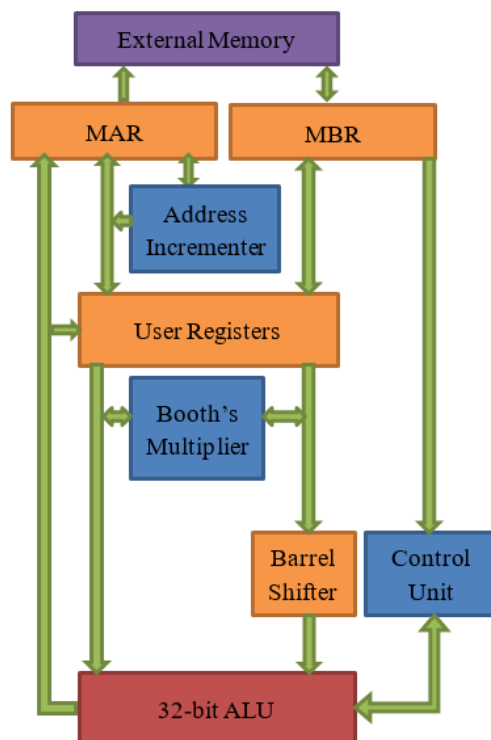 External Memory
MAR
MBR
Address
Incrementer
User Registers
Booth’s
Multiplier
Barrel
Shifter
Control
Unit
32-bit ALU